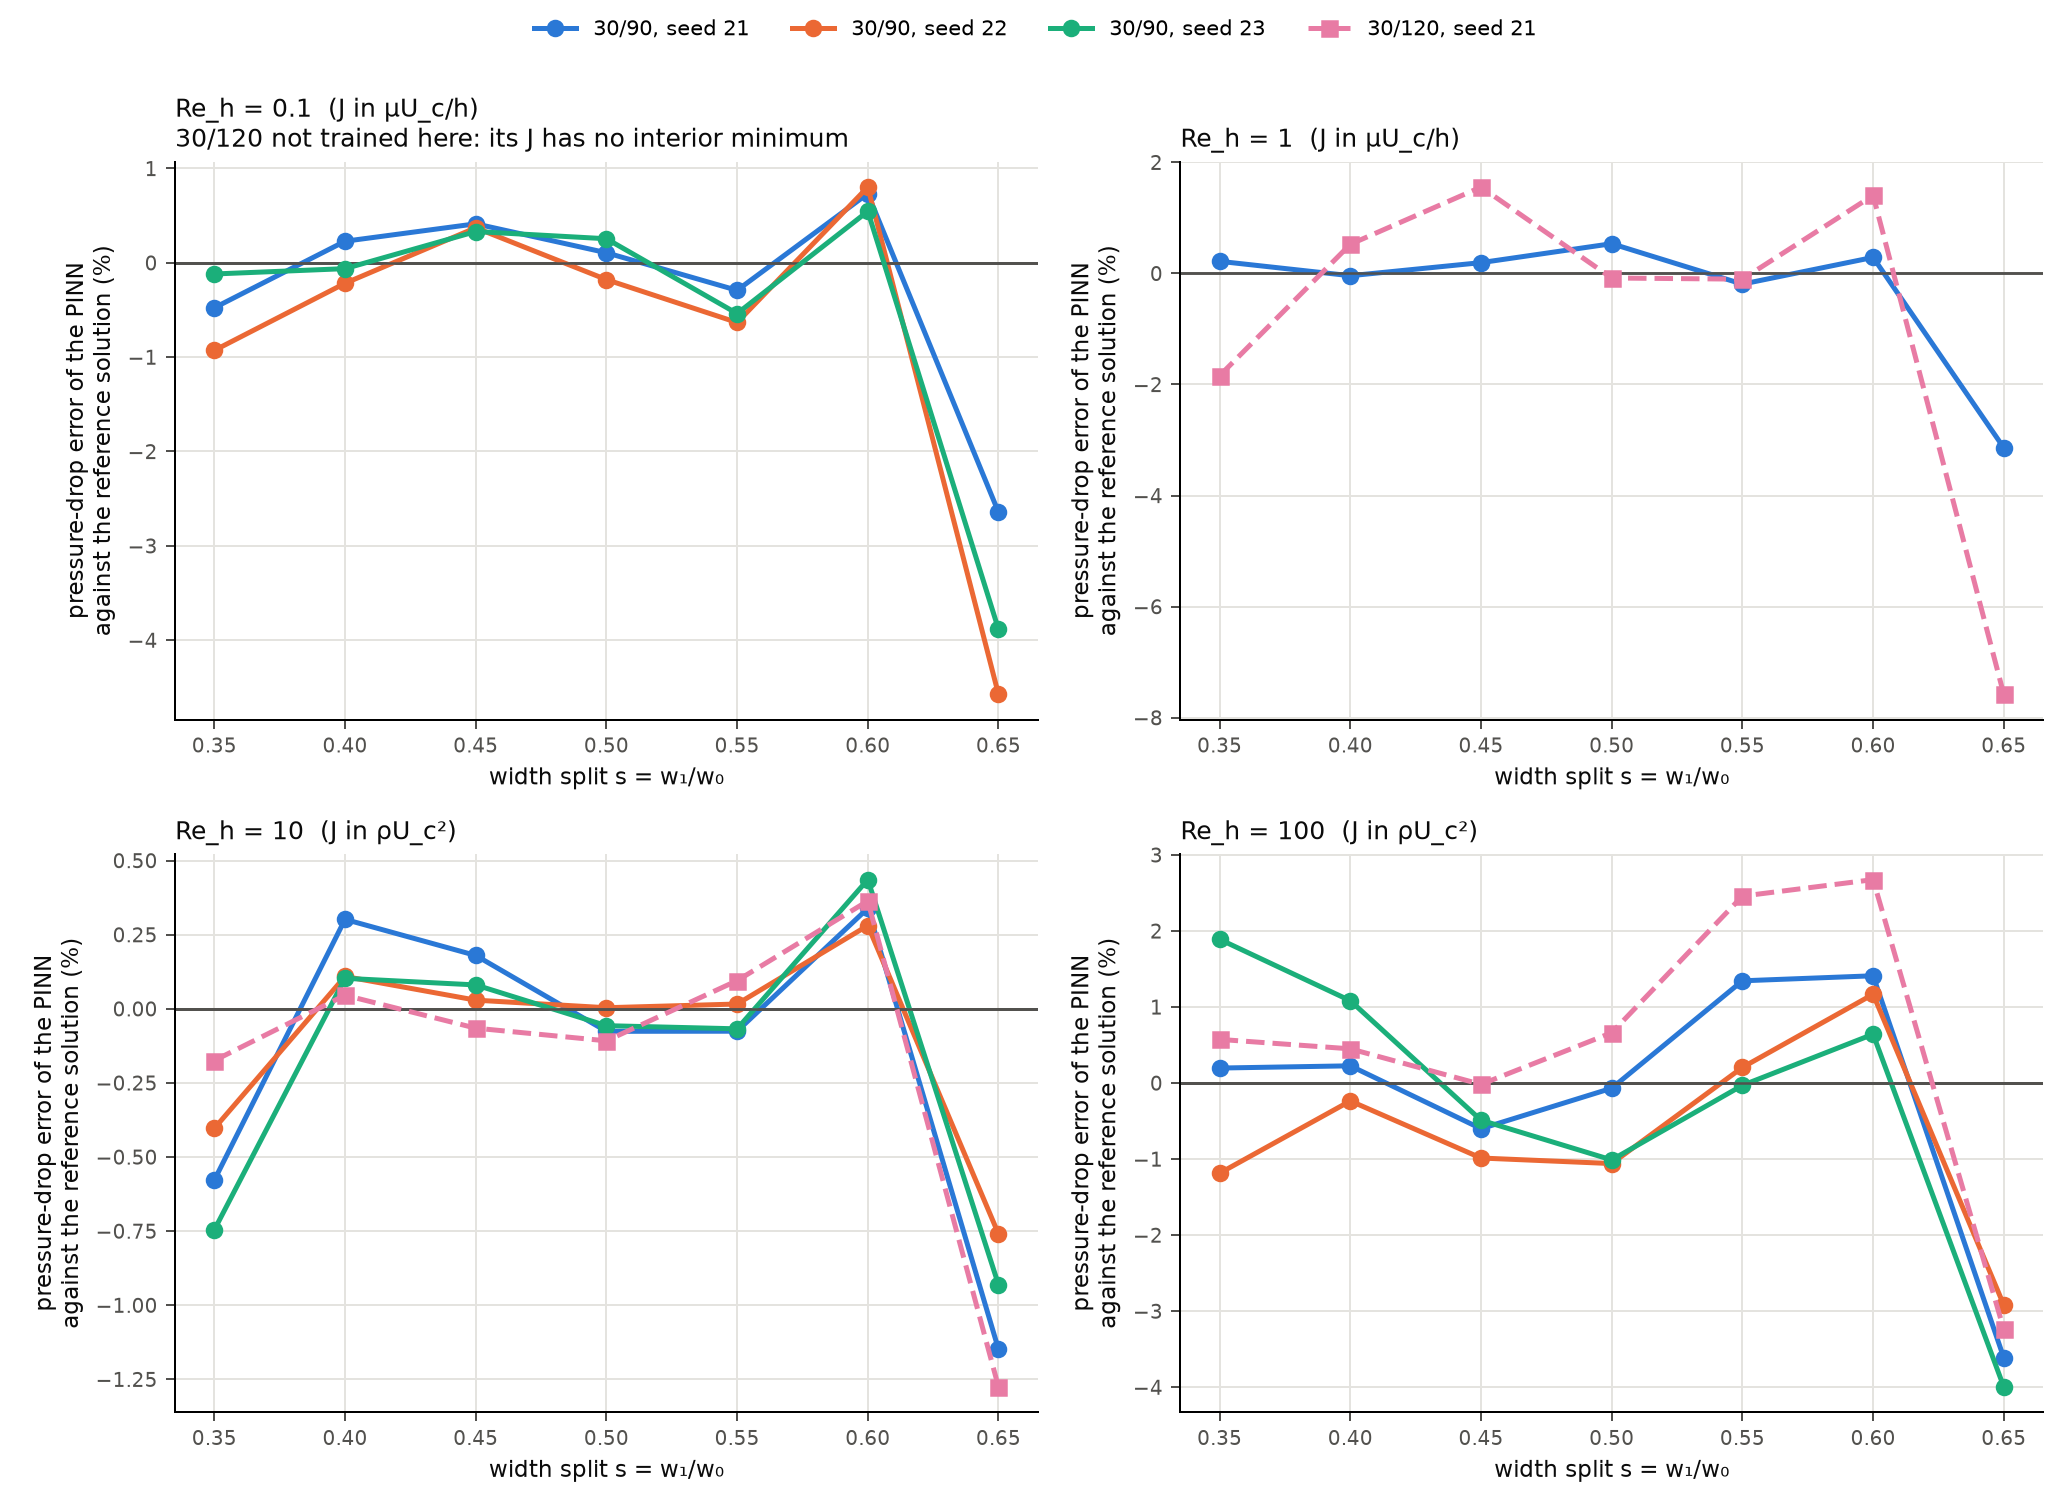 30/90, seed 21
30/90, seed 22
30/90, seed 23
30/120, seed 21
Re_h = 0.1  (J in μU_c/h)
30/120 not trained here: its J has no interior minimum
pressure-drop error of the PINN
against the reference solution (%)
1
0
−1
−2
−3
−4
0.35
0.40
0.45
0.50
0.55
0.60
0.65
width split s = w₁/w₀
Re_h = 1  (J in μU_c/h)
pressure-drop error of the PINN
against the reference solution (%)
2
0
−2
−4
−6
−8
0.35
0.40
0.45
0.50
0.55
0.60
0.65
width split s = w₁/w₀
Re_h = 10  (J in ρU_c²)
pressure-drop error of the PINN
against the reference solution (%)
0.50
0.25
0.00
−0.25
−0.50
−0.75
−1.00
−1.25
0.35
0.40
0.45
0.50
0.55
0.60
0.65
width split s = w₁/w₀
Re_h = 100  (J in ρU_c²)
pressure-drop error of the PINN
against the reference solution (%)
3
2
1
0
−1
−2
−3
−4
0.35
0.40
0.45
0.50
0.55
0.60
0.65
width split s = w₁/w₀